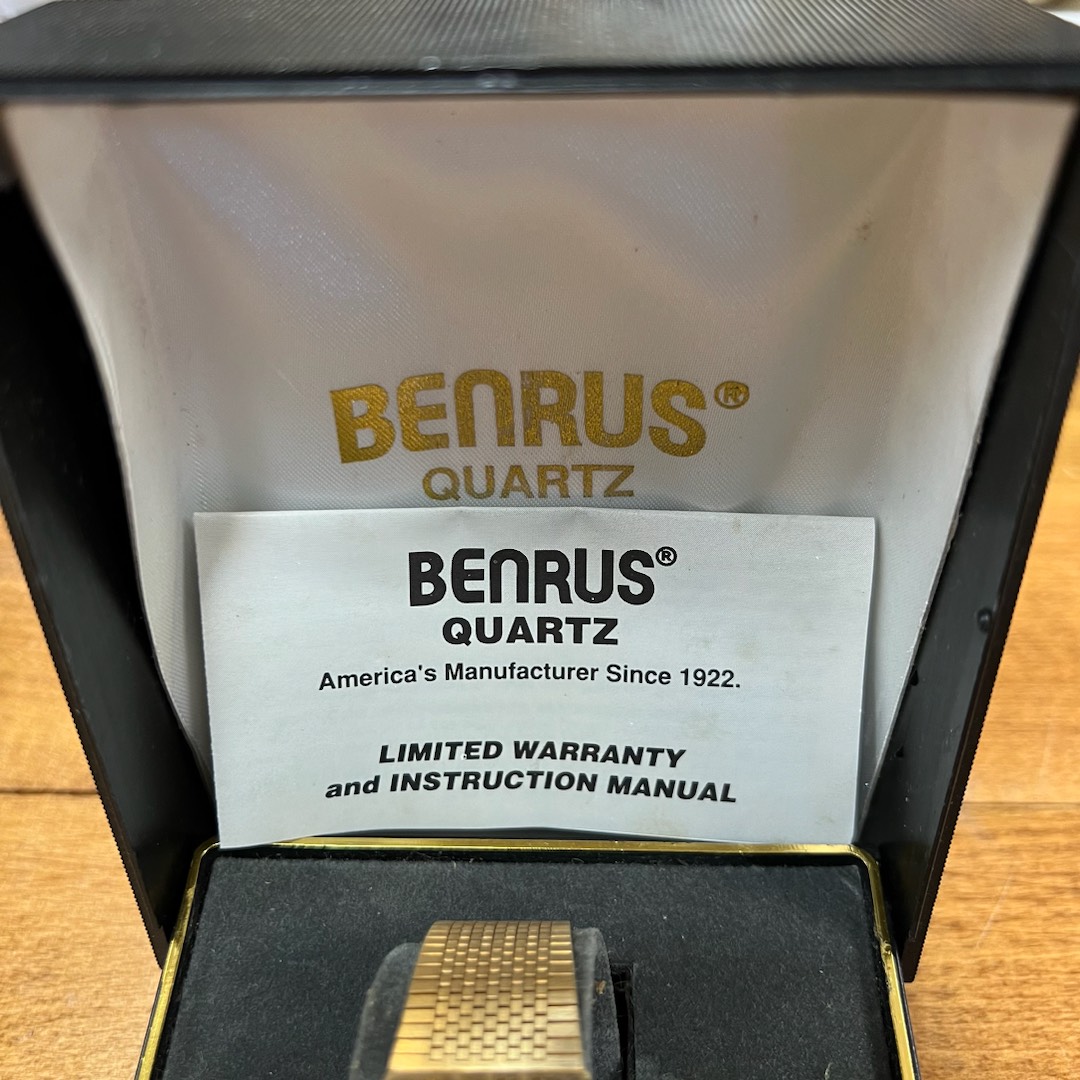 BENRUS®
QUARTZ
BENRUS®
QUARTZ
America's Manufacturer Since 1922.
LIMITED WARRANTY
and INSTRUCTION MANUAL